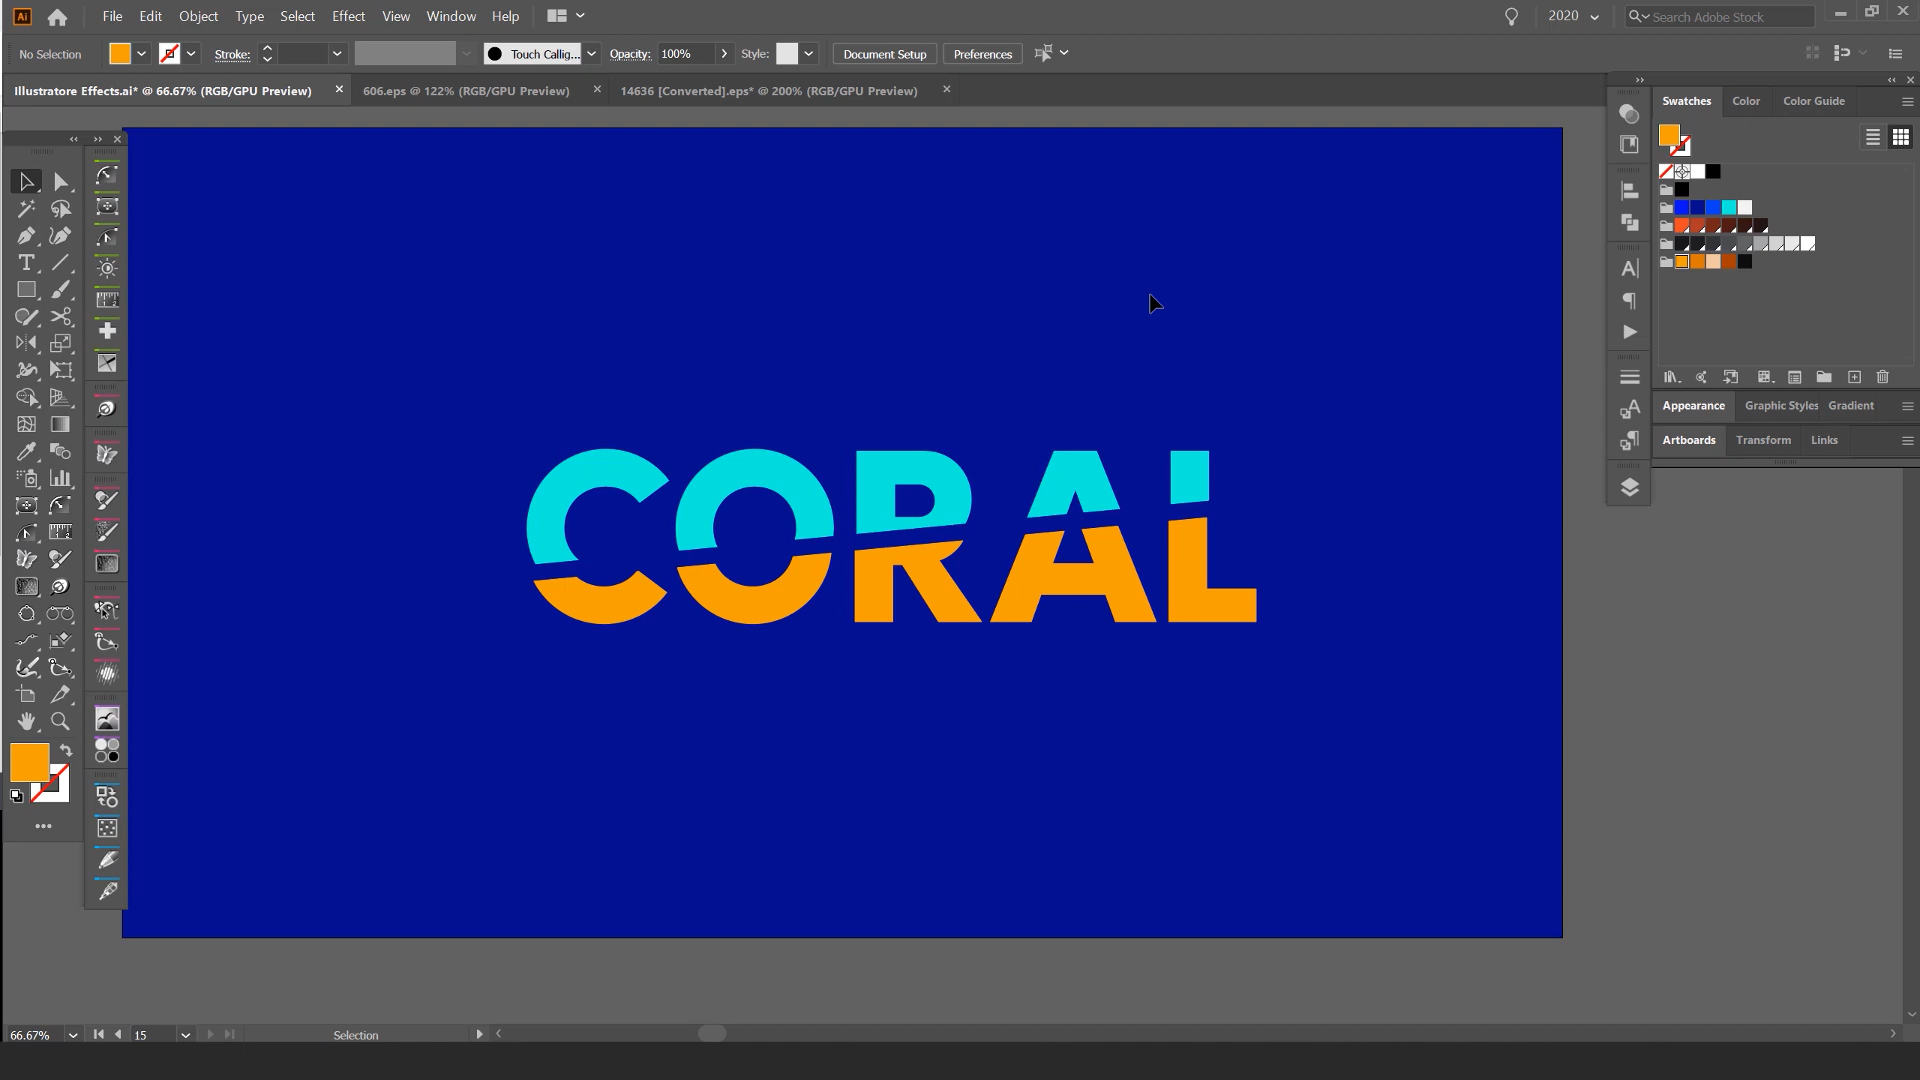 Ai File Edit Object Type Select Effect View Window Help 2020 Search Adobe Stock
No Selection Stroke: Touch Callig... Opacity: 100% Style: Document Setup Preferences
Illustratore Effects.ai* @ 66.67% (RGB/GPU Preview) 606.eps @ 122% (RGB/GPU Preview) 14636 [Converted].eps* @ 200% (RGB/GPU Preview)
Swatches Color Color Guide
Appearance Graphic Styles Gradient
Artboards Transform Links
CORAL
66.67% 15 Selection